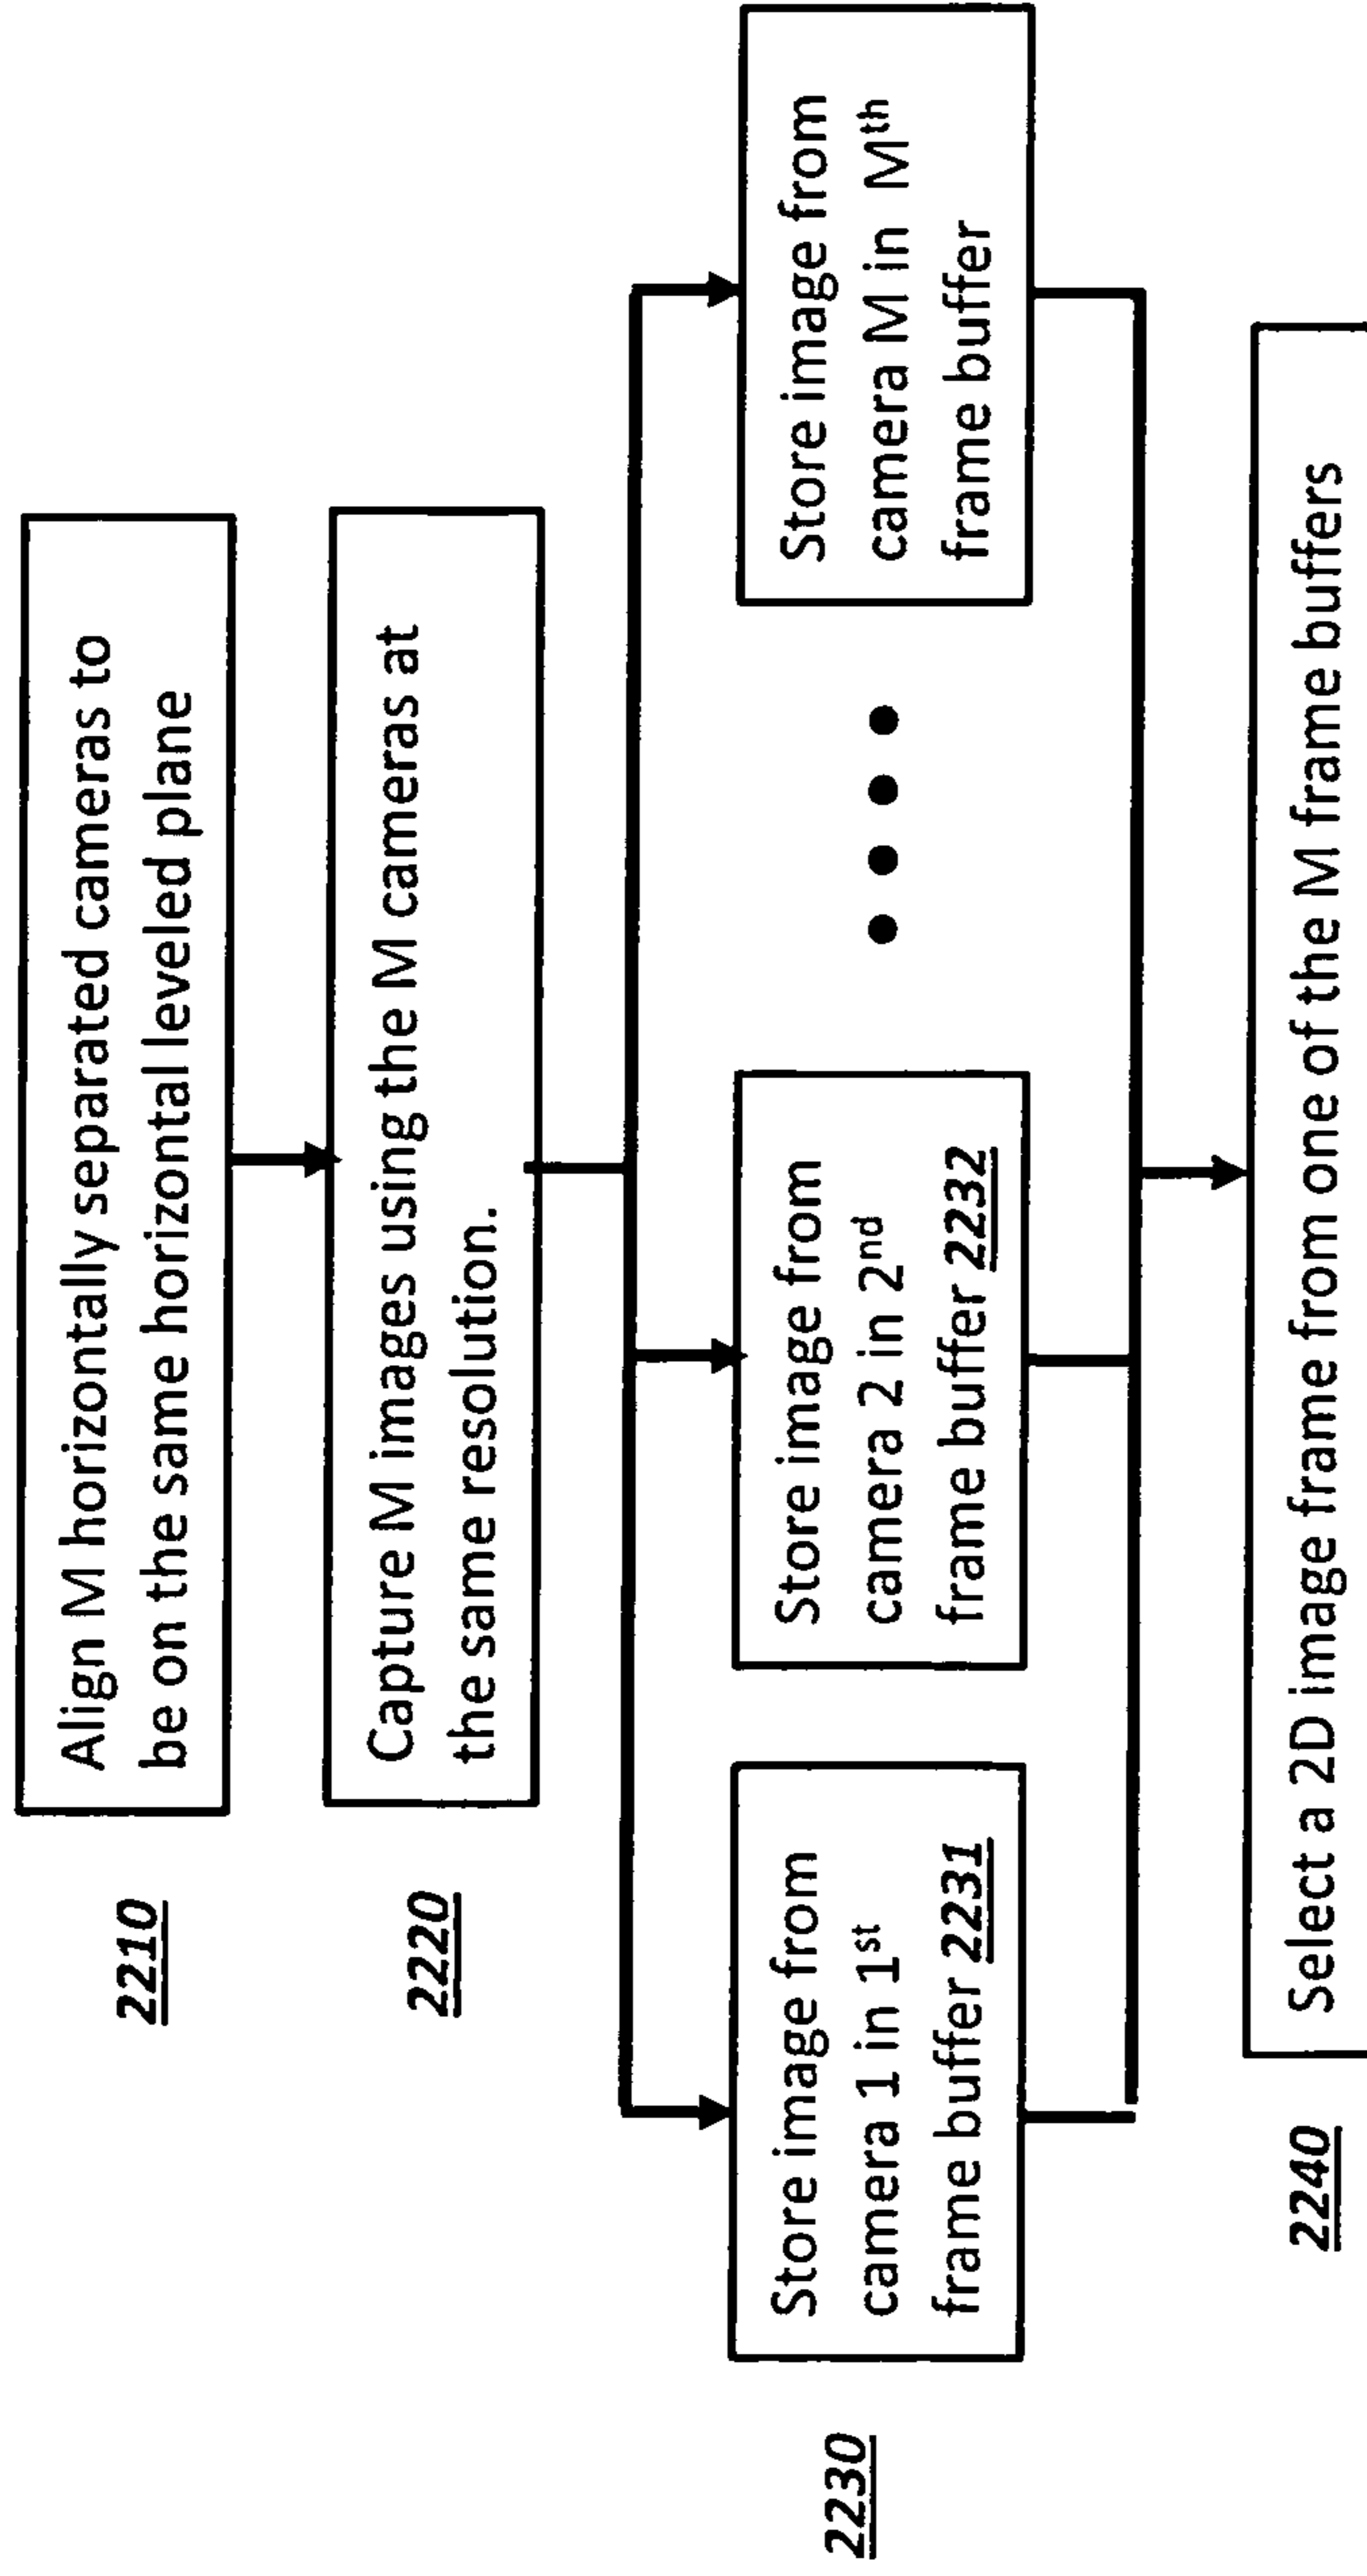 2210
Align M horizontally separated cameras to
be on the same horizontal leveled plane
2220
Capture M images using the M cameras at
the same resolution.
2230
Store image from
camera 1 in 1st
frame buffer 2231
Store image from
camera 2 in 2nd
frame buffer 2232
Store image from
camera M in Mth
frame buffer
2240
Select a 2D image frame from one of the M frame buffers